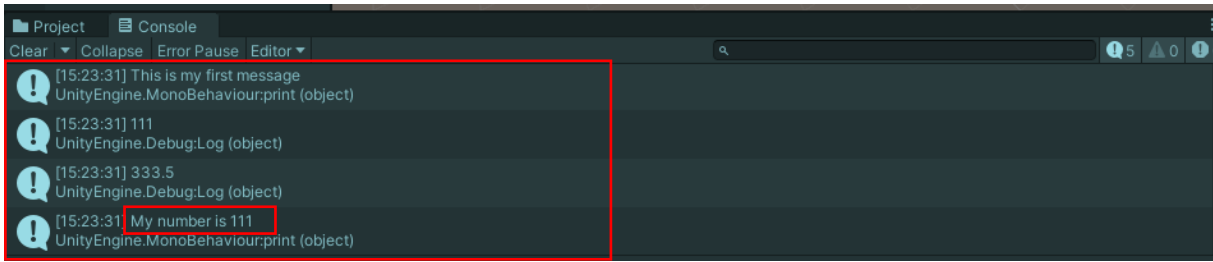 Project Console
Clear Collapse Error Pause Editor 5 0
[15:23:31] This is my first message
UnityEngine.MonoBehaviour:print (object)
[15:23:31] 111
UnityEngine.Debug:Log (object)
[15:23:31] 333.5
UnityEngine.Debug:Log (object)
[15:23:31] My number is 111
UnityEngine.MonoBehaviour:print (object)